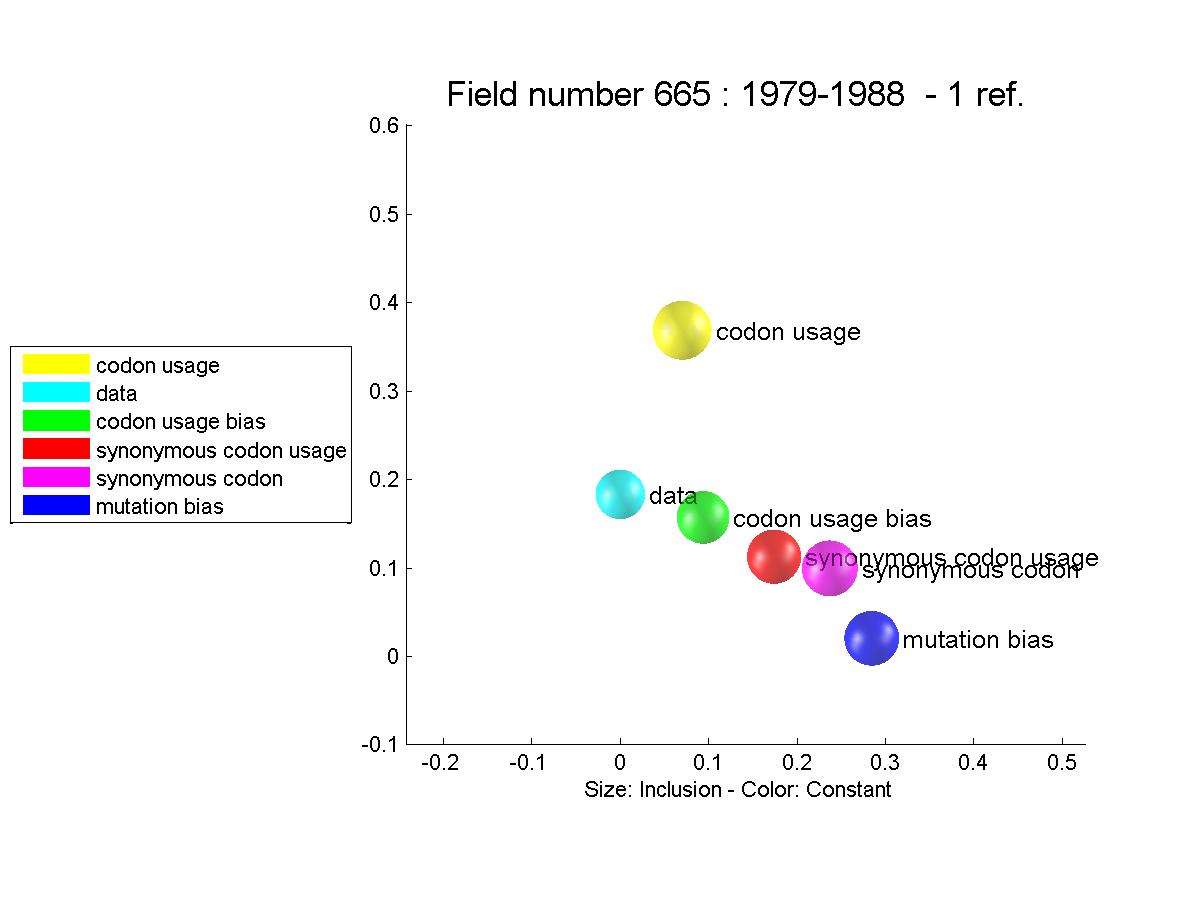 Field number 665 : 1979-1988  - 1 ref.
0.6
0.5
0.4
0.3
0.2
0.1
0
-0.1
codon usage
data
codon usage bias
synonymous codon usage
synonymous codon
mutation bias
codon usage
data
codon usage bias
synonymous codon usage
synonymous codon
mutation bias
-0.2
-0.1
0
0.1
0.2
0.3
0.4
0.5
Size: Inclusion - Color: Constant